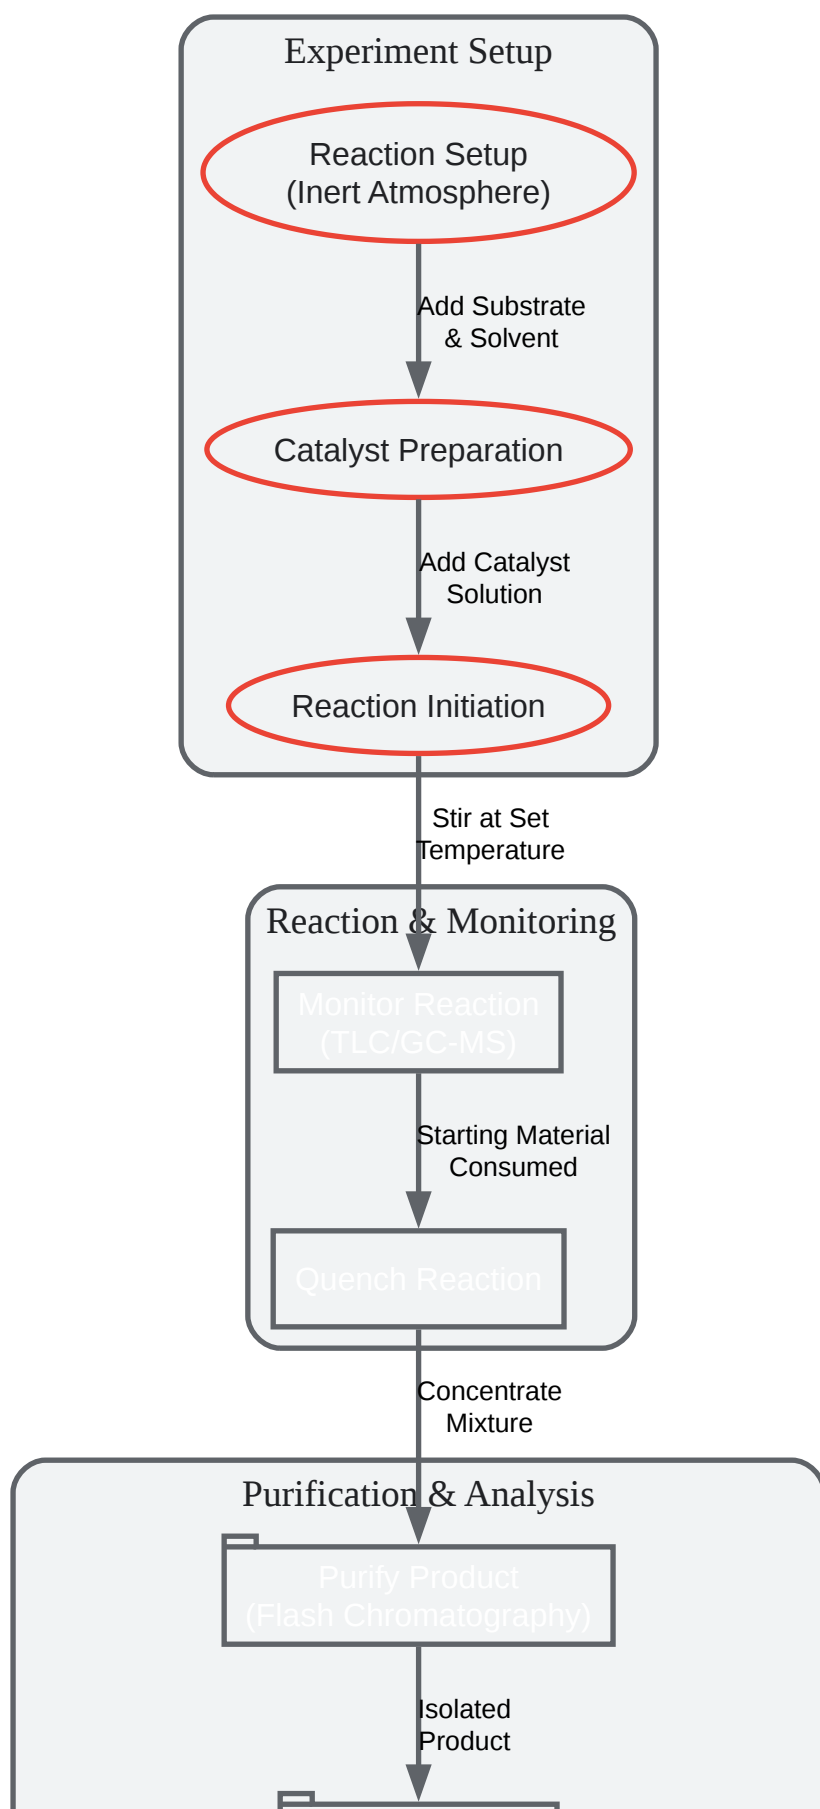 Experiment Setup
Reaction Setup
(Inert Atmosphere)
Add Substrate
& Solvent
Catalyst Preparation
Add Catalyst
Solution
Reaction Initiation
Stir at Set
Temperature
Reaction & Monitoring
Monitor Reaction
(TLC/GC-MS)
Starting Material
Consumed
Quench Reaction
Concentrate
Mixture
Purification & Analysis
Purify Product
(Flash Chromatography)
Isolated
Product